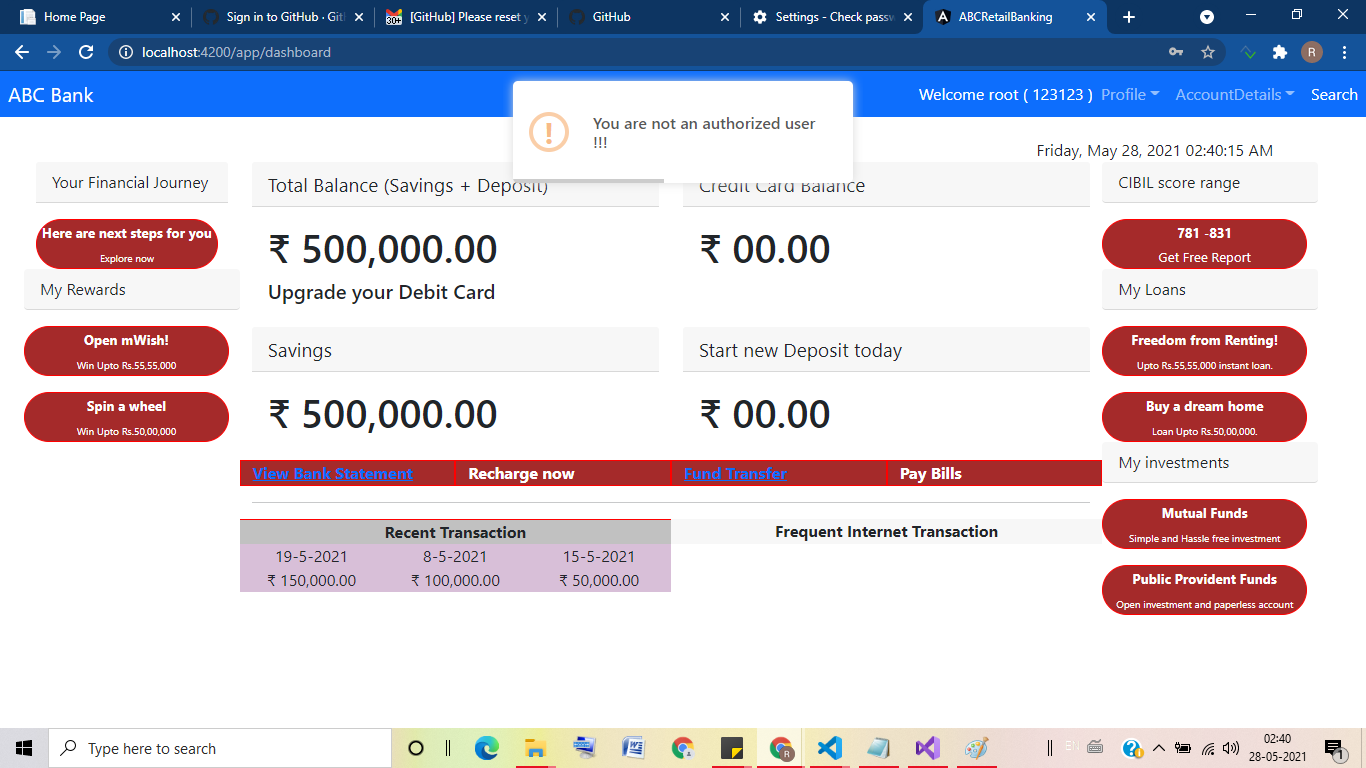 Home Page
Sign in to GitHub · Git
[GitHub] Please reset y
GitHub
Settings - Check passw
ABCRetailBanking
localhost:4200/app/dashboard
R
ABC Bank
Welcome root ( 123123 ) Profile AccountDetails Search
You are not an authorized user
!!!
Friday, May 28, 2021 02:40:15 AM
Your Financial Journey
Here are next steps for you
Explore now
My Rewards
Open mWish!
Win Upto Rs.55,55,000
Spin a wheel
Win Upto Rs.50,00,000
Total Balance (Savings + Deposit)
₹ 500,000.00
Upgrade your Debit Card
Credit Card Balance
₹ 00.00
Savings
₹ 500,000.00
Start new Deposit today
₹ 00.00
View Bank Statement Recharge now Fund Transfer Pay Bills
Recent Transaction
19-5-2021 8-5-2021 15-5-2021
₹ 150,000.00 ₹ 100,000.00 ₹ 50,000.00
Frequent Internet Transaction
CIBIL score range
781 -831
Get Free Report
My Loans
Freedom from Renting!
Upto Rs.55,55,000 instant loan.
Buy a dream home
Loan Upto Rs.50,00,000.
My investments
Mutual Funds
Simple and Hassle free investment
Public Provident Funds
Open investment and paperless account
Type here to search
02:40
28-05-2021
1